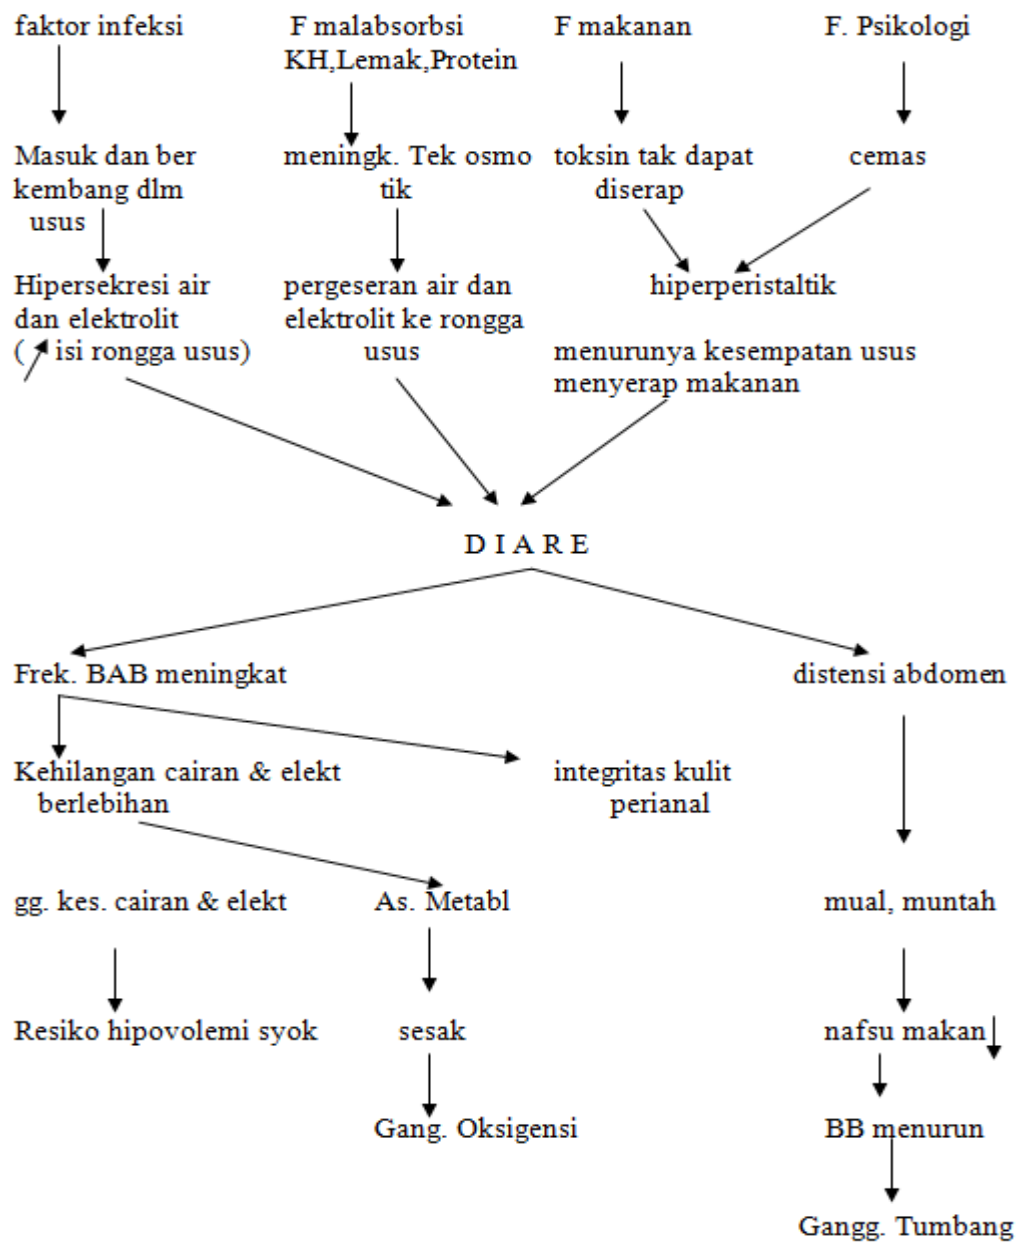 faktor infeksi
F malabsorbsi
KH,Lemak,Protein
F makanan
F. Psikologi
Masuk dan ber
kembang dlm
usus
meningk. Tek osmo
tik
toksin tak dapat
diserap
cemas
Hipersekresi air
dan elektrolit
( isi rongga usus)
pergeseran air dan
elektrolit ke rongga
usus
hiperperistaltik
menurunya kesempatan usus
menyerap makanan
D I A R E
Frek. BAB meningkat
distensi abdomen
Kehilangan cairan & elekt
berlebihan
integritas kulit
perianal
gg. kes. cairan & elekt
As. Metabl
mual, muntah
Resiko hipovolemi syok
sesak
nafsu makan
Gang. Oksigensi
BB menurun
Gangg. Tumbang